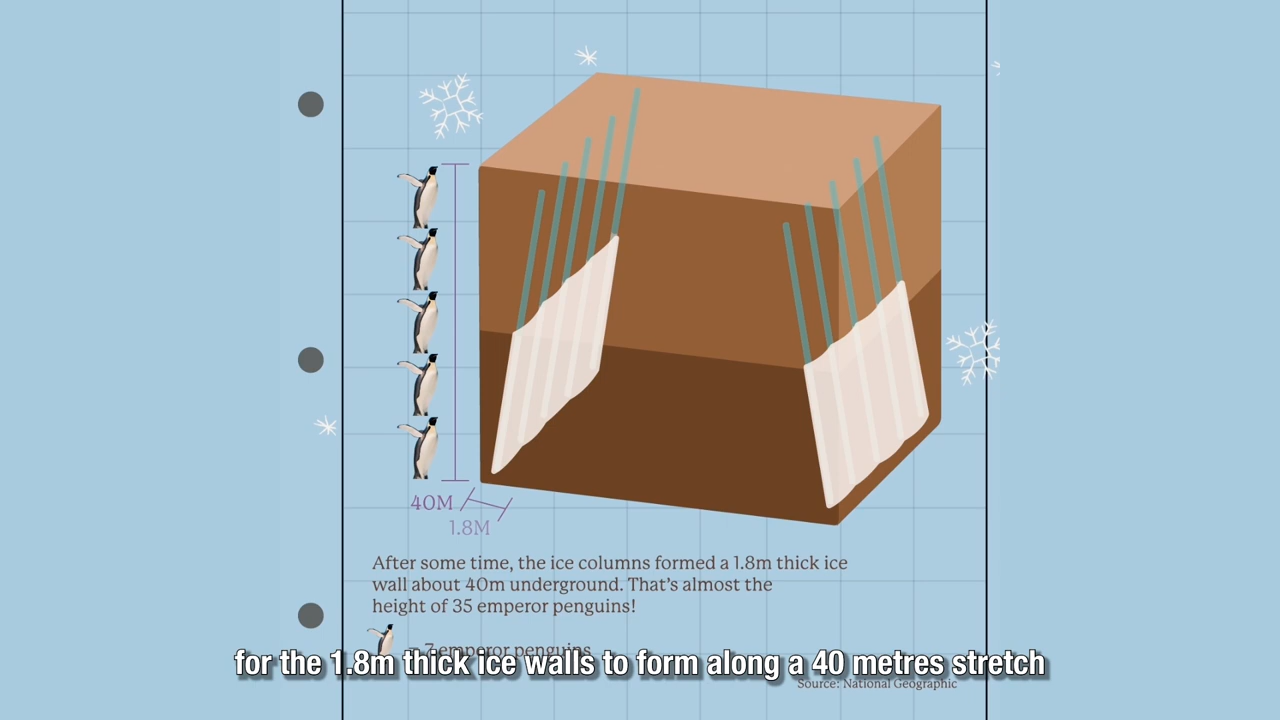 40M
1.8M
After some time, the ice columns formed a 1.8m thick ice
wall about 40m underground. That's almost the
height of 35 emperor penguins!
= 7 emperor penguins
for the 1.8m thick ice walls to form along a 40 metres stretch
Source: National Geographic